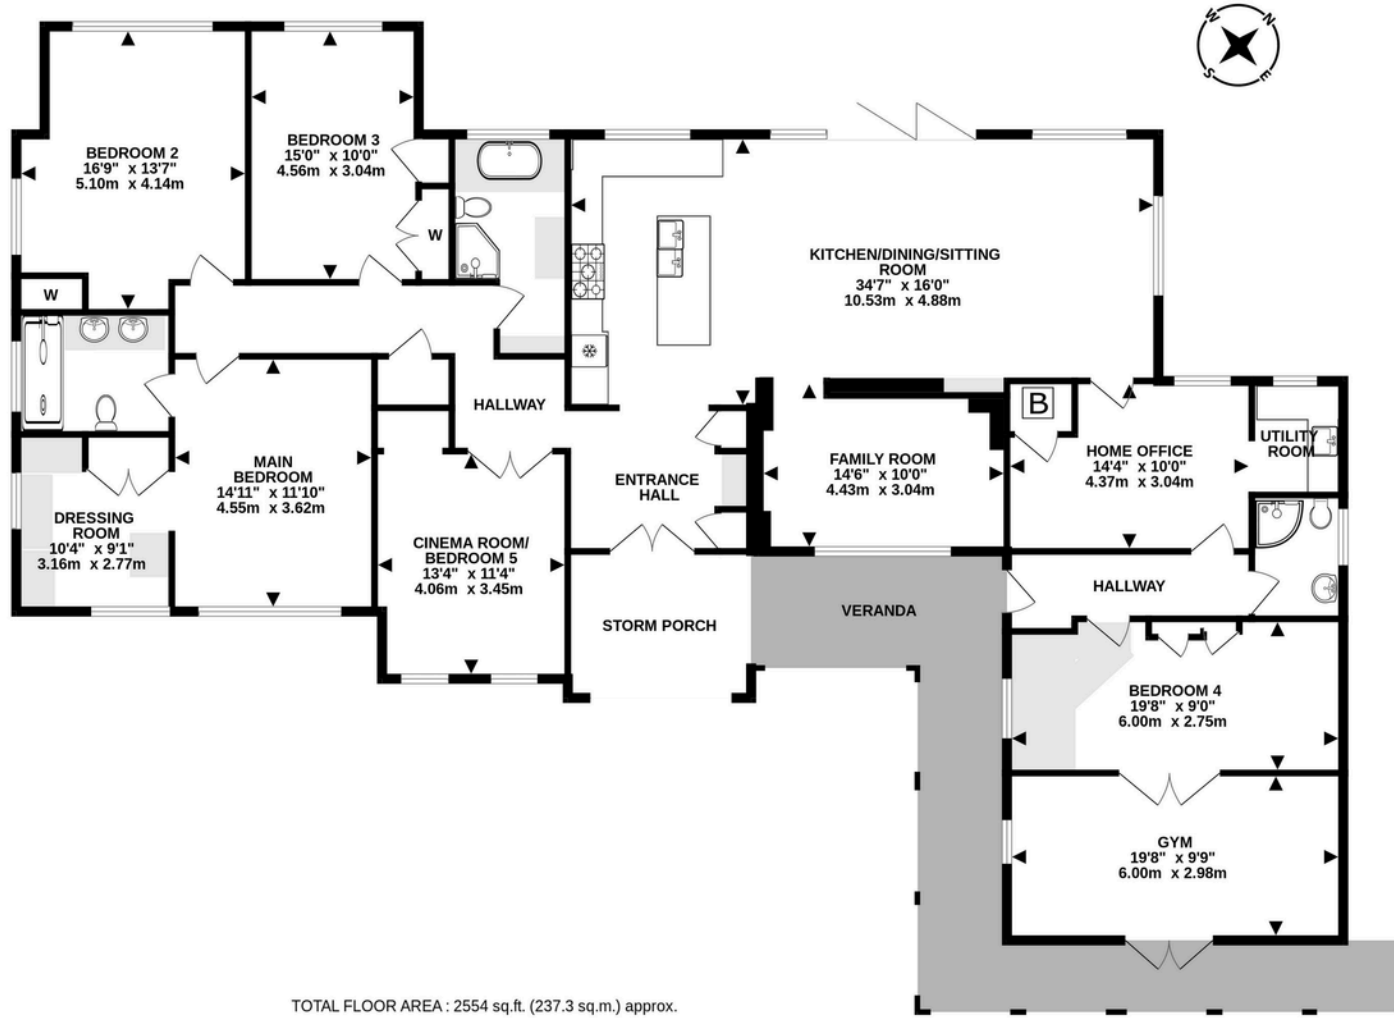 W
N
S
E
BEDROOM 2
16'9" x 13'7"
5.10m x 4.14m
BEDROOM 3
15'0" x 10'0"
4.56m x 3.04m
W
W
KITCHEN/DINING/SITTING
ROOM
34'7" x 16'0"
10.53m x 4.88m
HALLWAY
MAIN
BEDROOM
14'11" x 11'10"
4.55m x 3.62m
DRESSING
ROOM
10'4" x 9'1"
3.16m x 2.77m
CINEMA ROOM/
BEDROOM 5
13'4" x 11'4"
4.06m x 3.45m
ENTRANCE
HALL
STORM PORCH
FAMILY ROOM
14'6" x 10'0"
4.43m x 3.04m
B
HOME OFFICE
14'4" x 10'0"
4.37m x 3.04m
UTILITY
ROOM
HALLWAY
VERANDA
BEDROOM 4
19'8" x 9'0"
6.00m x 2.75m
GYM
19'8" x 9'9"
6.00m x 2.98m
TOTAL FLOOR AREA : 2554 sq.ft. (237.3 sq.m.) approx.